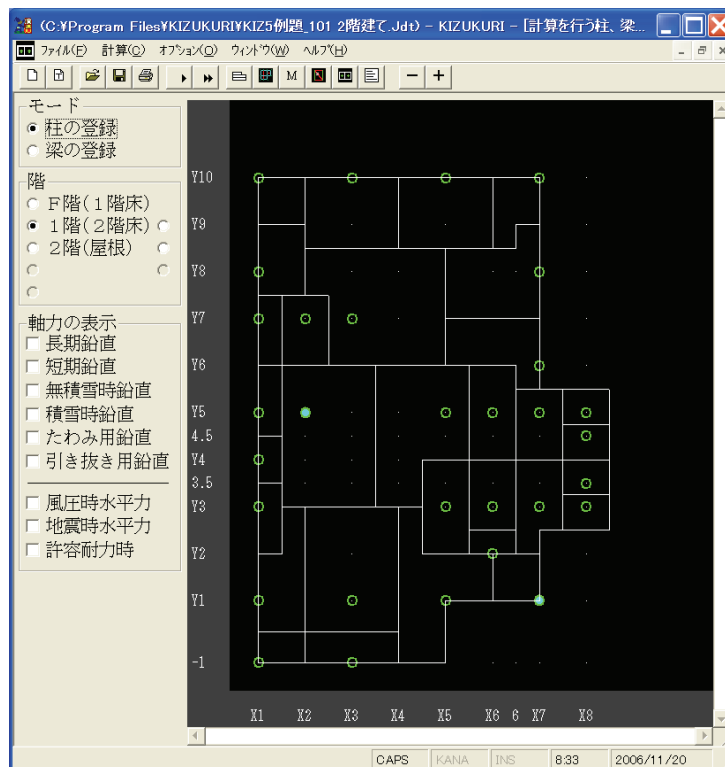 (C:¥Program Files¥KIZUKURI¥KIZ5例題_101 2階建て.Jdt) - KIZUKURI - [計算を行う柱、梁...
ファイル(F) 計算(C) オプション(O) ウィンドウ(W) ヘルプ(H)
M
モード
柱の登録
梁の登録
階
F階(1階床)
1階(2階床)
2階(屋根)
軸力の表示
長期鉛直
短期鉛直
無積雪時鉛直
積雪時鉛直
たわみ用鉛直
引き抜き用鉛直
風圧時水平力
地震時水平力
許容耐力時
Y10
Y9
Y8
Y7
Y6
Y5
4.5
Y4
3.5
Y3
Y2
Y1
-1
X1 X2 X3 X4 X5 X6 6 X7 X8
CAPS KANA INS 8:33 2006/11/20